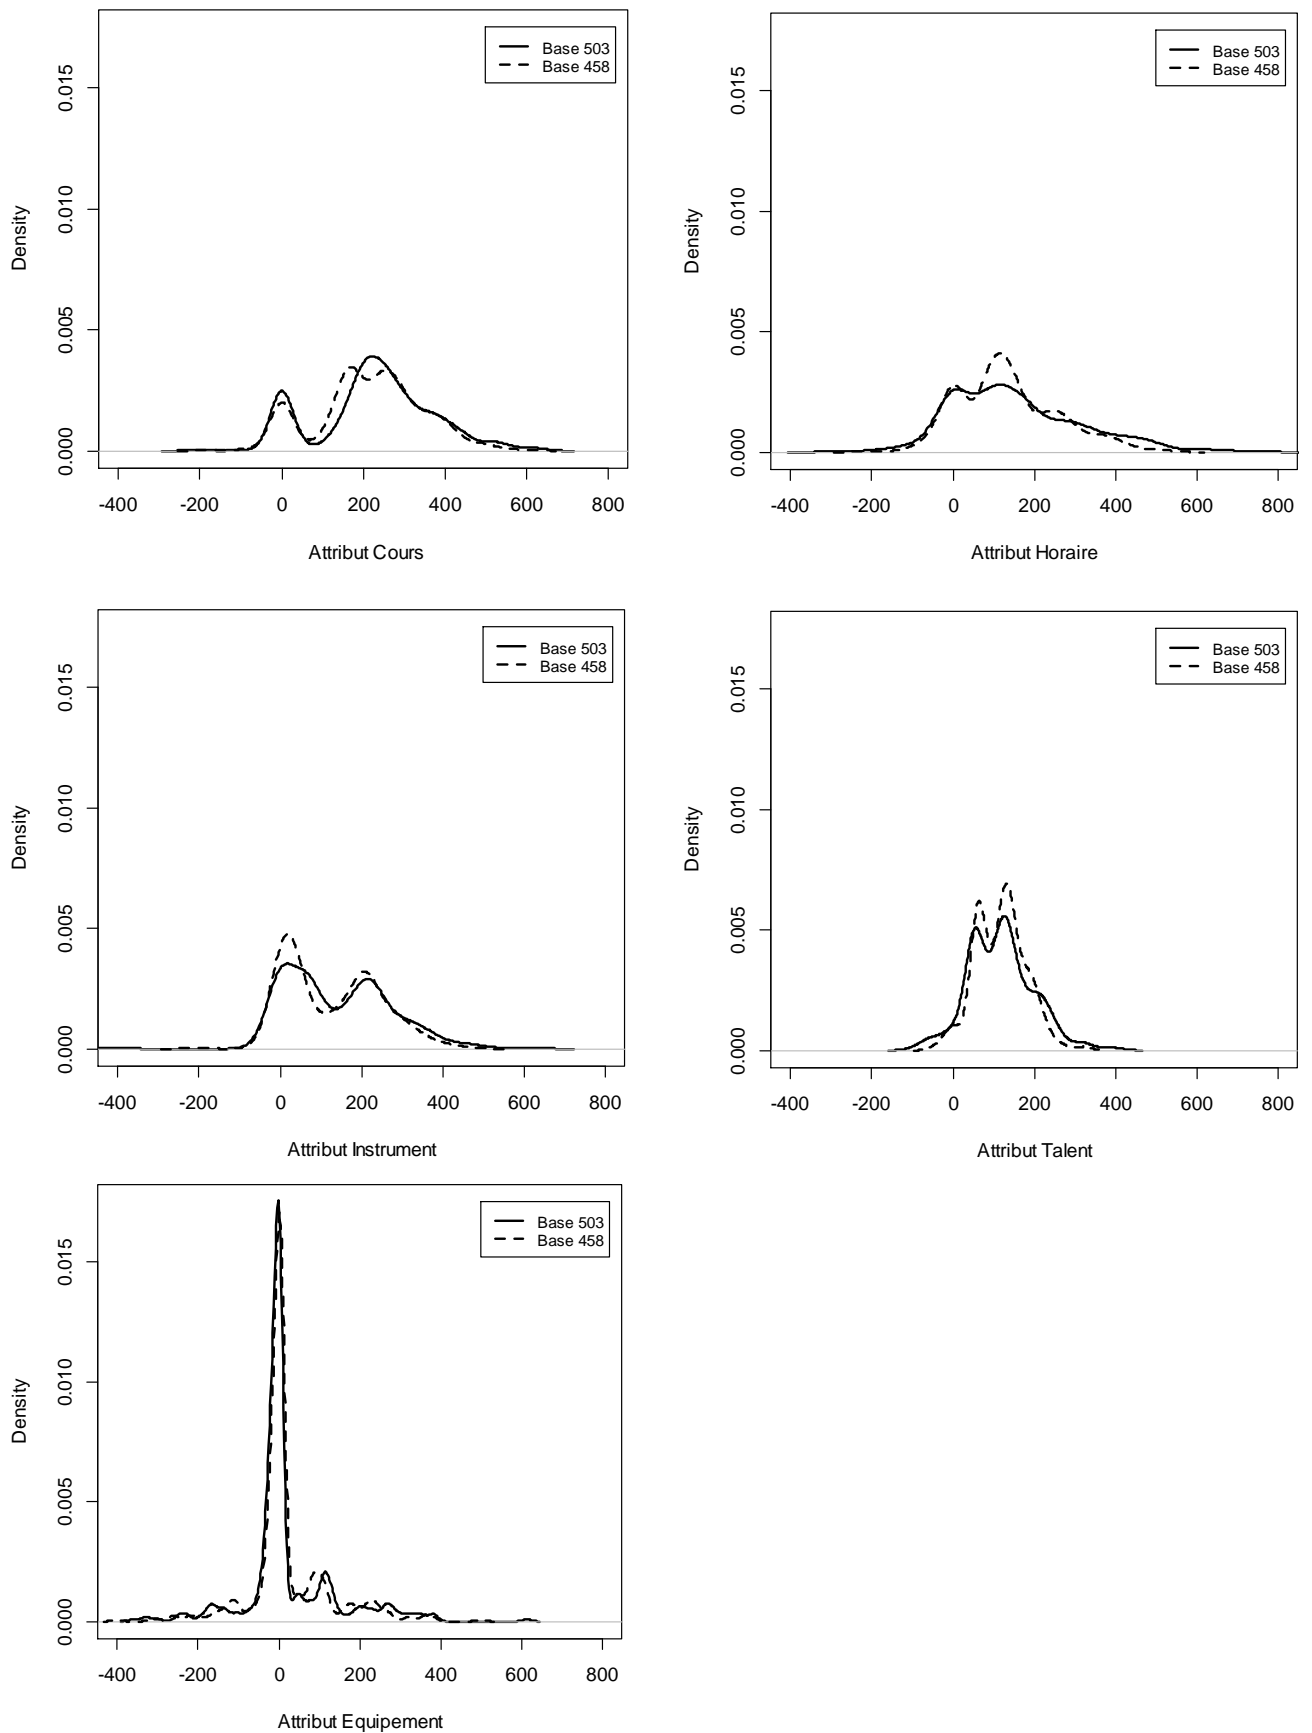 Base 503
Base 458
0.000 0.005 0.010 0.015
Density
-400 -200 0 200 400 600 800
Attribut Cours
Base 503
Base 458
0.000 0.005 0.010 0.015
Density
-400 -200 0 200 400 600 800
Attribut Horaire
Base 503
Base 458
0.000 0.005 0.010 0.015
Density
-400 -200 0 200 400 600 800
Attribut Instrument
Base 503
Base 458
0.000 0.005 0.010 0.015
Density
-400 -200 0 200 400 600 800
Attribut Talent
Base 503
Base 458
0.000 0.005 0.010 0.015
Density
-400 -200 0 200 400 600 800
Attribut Equipement